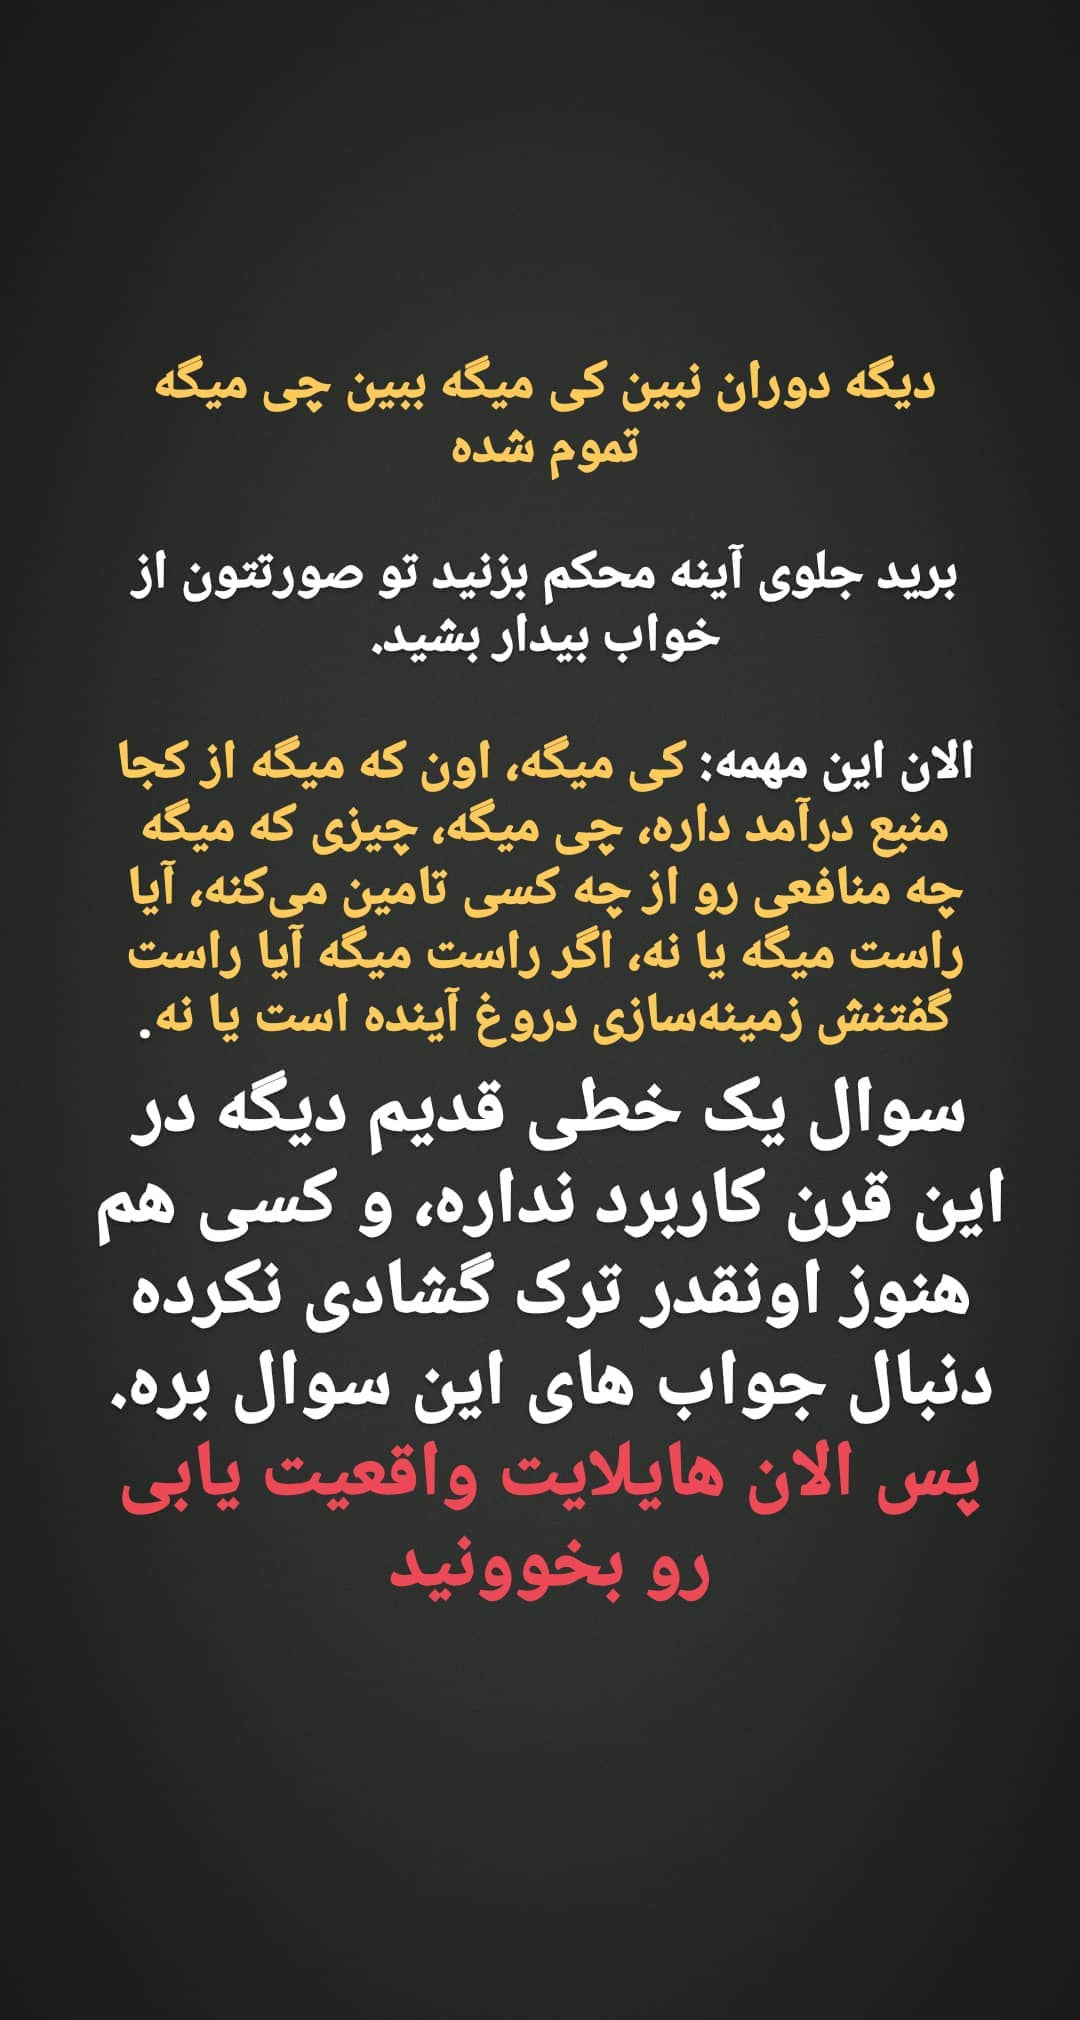 دیگه دوران نبین کی میگه ببین چی میگه
تموم شده
برید جلوی آینه محکم بزنید تو صورتتون از
خواب بیدار بشید.
الان این مهمه: کی میگه، اون که میگه از کجا
منبع درآمد داره، چی میگه، چیزی که میگه
چه منافعی رو از چه کسی تامین می‌کنه، آیا
راست میگه یا نه، اگر راست میگه آیا راست
گفتنش زمینه‌سازی دروغ آینده است یا نه.
سوال یک خطی قدیم دیگه در
این قرن کاربرد نداره، و کسی هم
هنوز اونقدر ترک گشادی نکرده
دنبال جواب های این سوال بره.
پس الان هایلایت واقعیت یابی
رو بخوونید